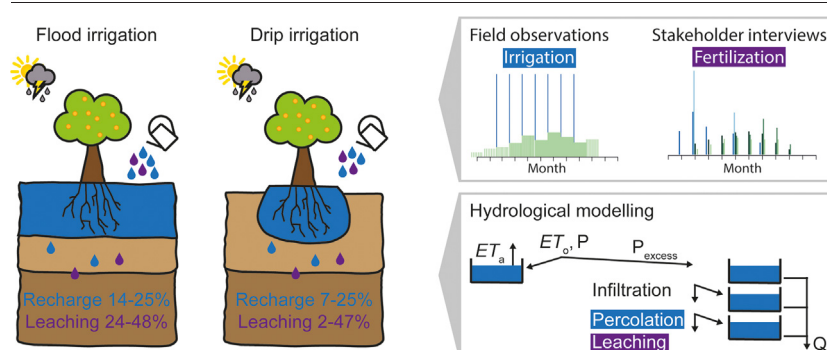 Flood irrigation
Recharge 14-25%
Leaching 24-48%
Drip irrigation
Recharge 7-25%
Leaching 2-47%
Field observations
Irrigation
Month
Stakeholder interviews
Fertilization
Month
Hydrological modelling
ETa
ETo, P
Pexcess
Infiltration
Percolation
Leaching
Q